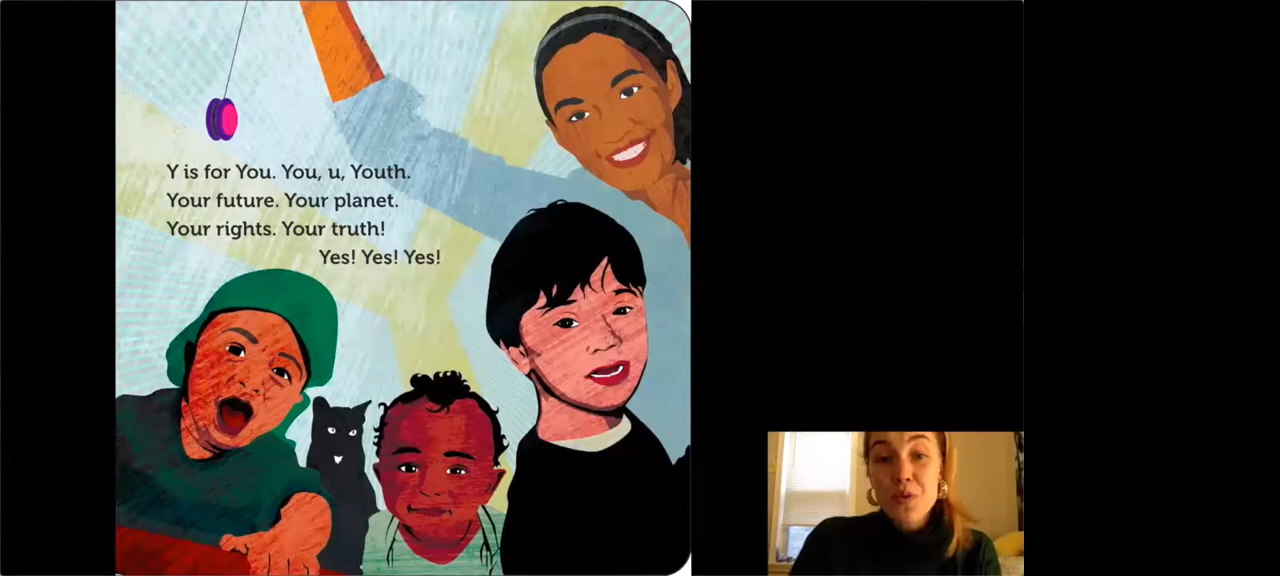 Y is for You. You, u, Youth.
Your future. Your planet.
Your rights. Your truth!
Yes! Yes! Yes!